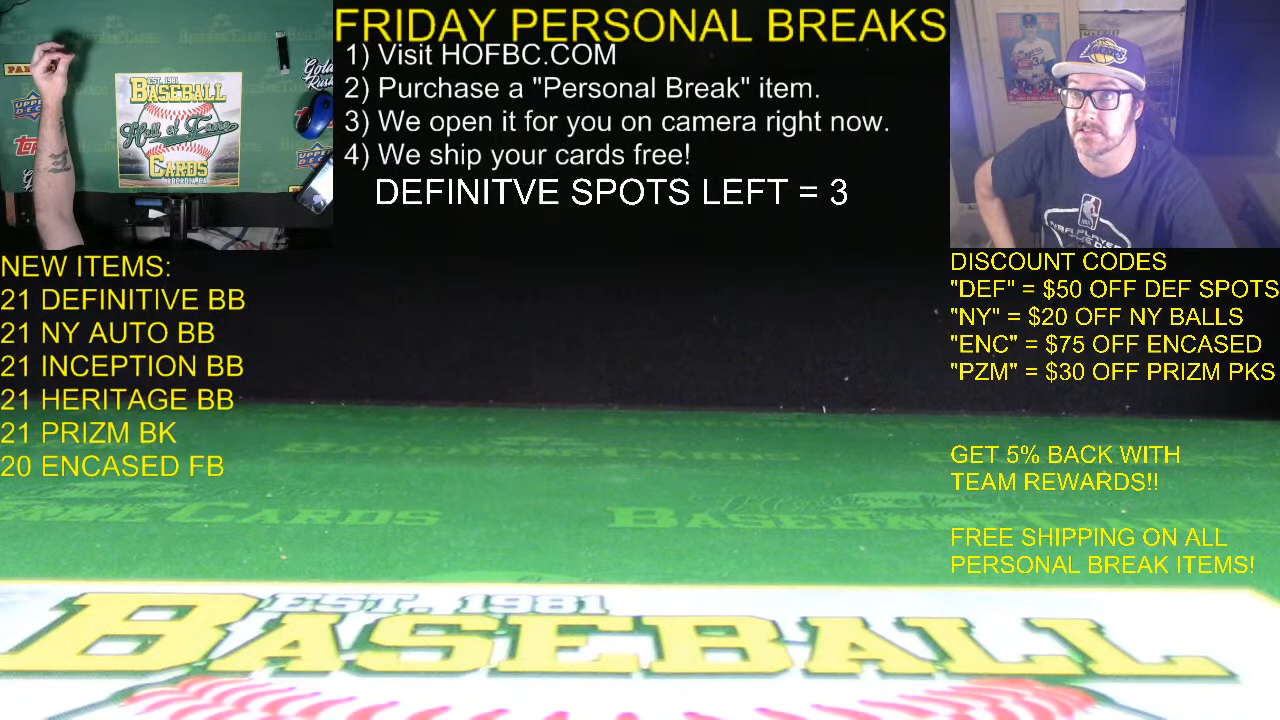 FRIDAY PERSONAL BREAKS
1) Visit HOFBC.COM
2) Purchase a "Personal Break" item.
3) We open it for you on camera right now.
4) We ship your cards free!
DEFINITVE SPOTS LEFT = 3
EST. 1981
BASEBALL
Hall of Fame
CARDS
UPPER
34
NBA
NEW ITEMS:
21 DEFINITIVE BB
21 NY AUTO BB
21 INCEPTION BB
21 HERITAGE BB
21 PRIZM BK
20 ENCASED FB
DISCOUNT CODES
"DEF" = $50 OFF DEF SPOTS
"NY" = $20 OFF NY BALLS
"ENC" = $75 OFF ENCASED
"PZM" = $30 OFF PRIZM PKS
GET 5% BACK WITH
TEAM REWARDS!!
FREE SHIPPING ON ALL
PERSONAL BREAK ITEMS!
EST. 1981
BASEBALL